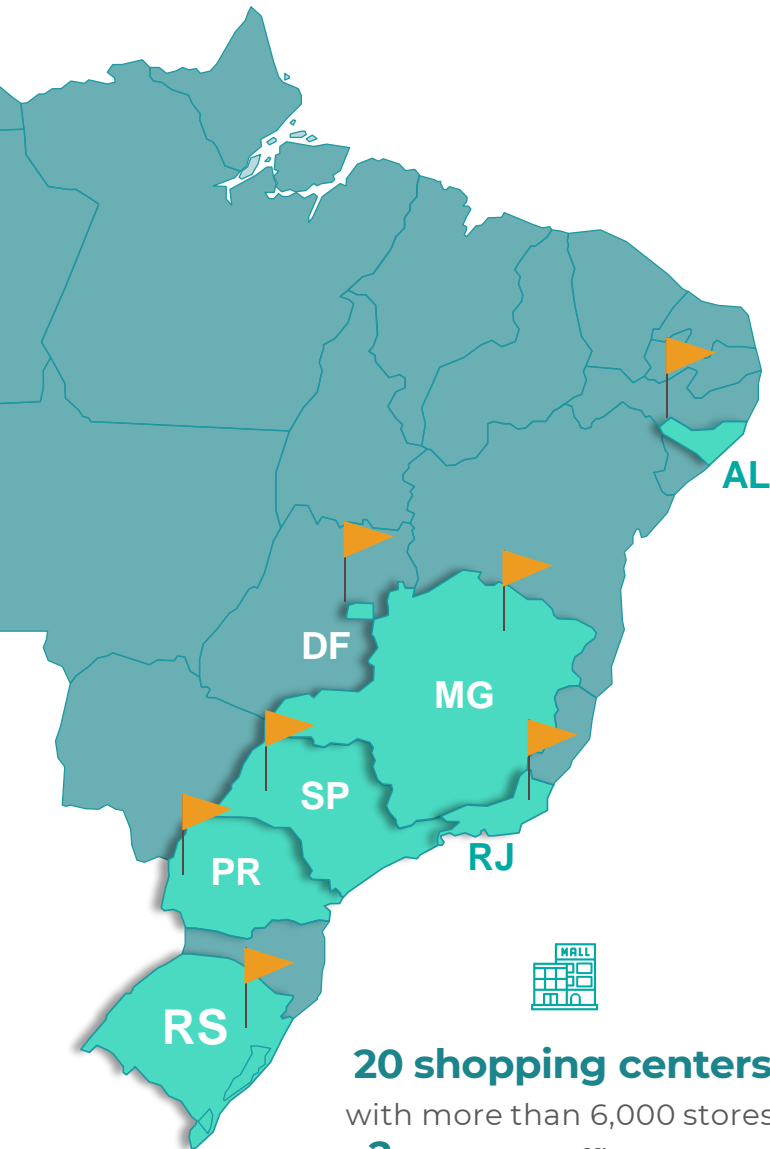 AL
DF
MG
SP
RJ
PR
RS
MALL
20 shopping centers
with more than 6,000 stores